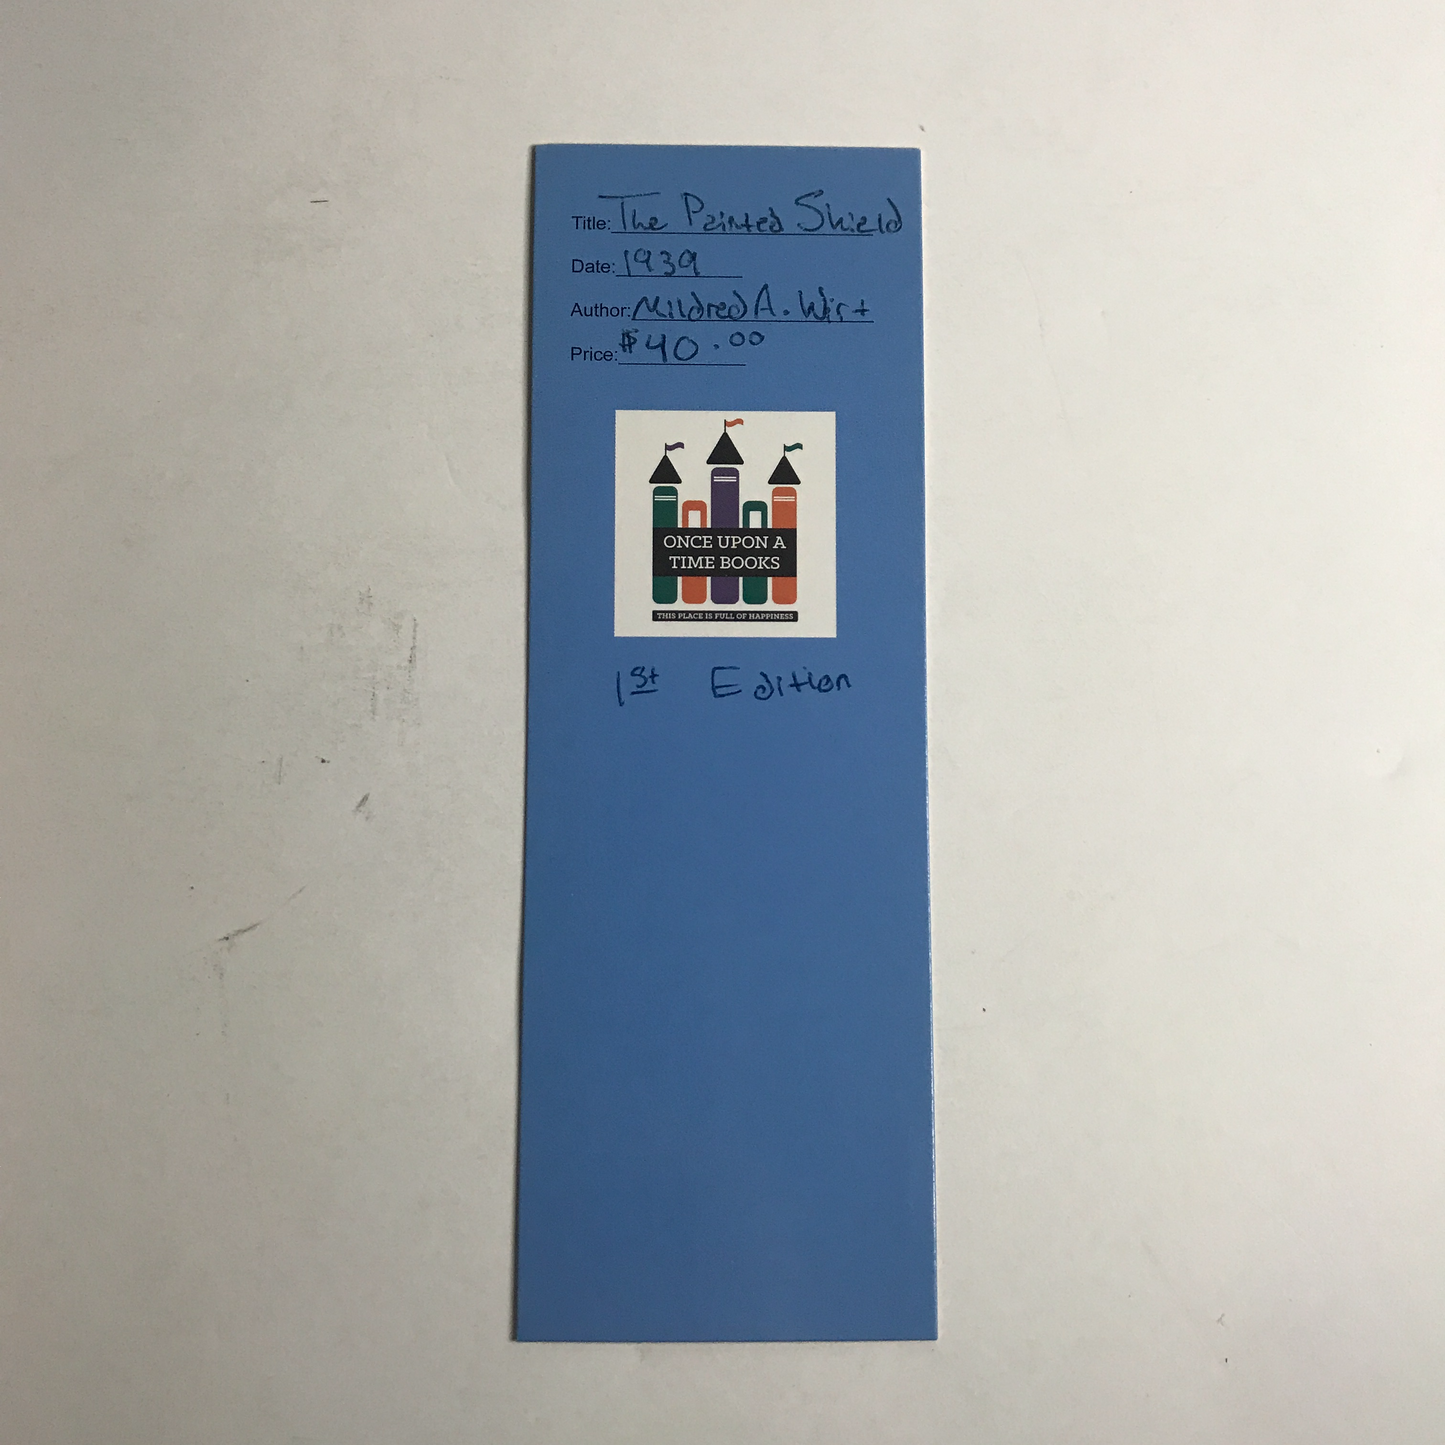 Title: The Painted Shield
Date: 1939
Author: Mildred A. Wirt
Price: $40.00
ONCE UPON A
TIME BOOKS
THIS PLACE IS FULL OF HAPPINESS
1st Edition